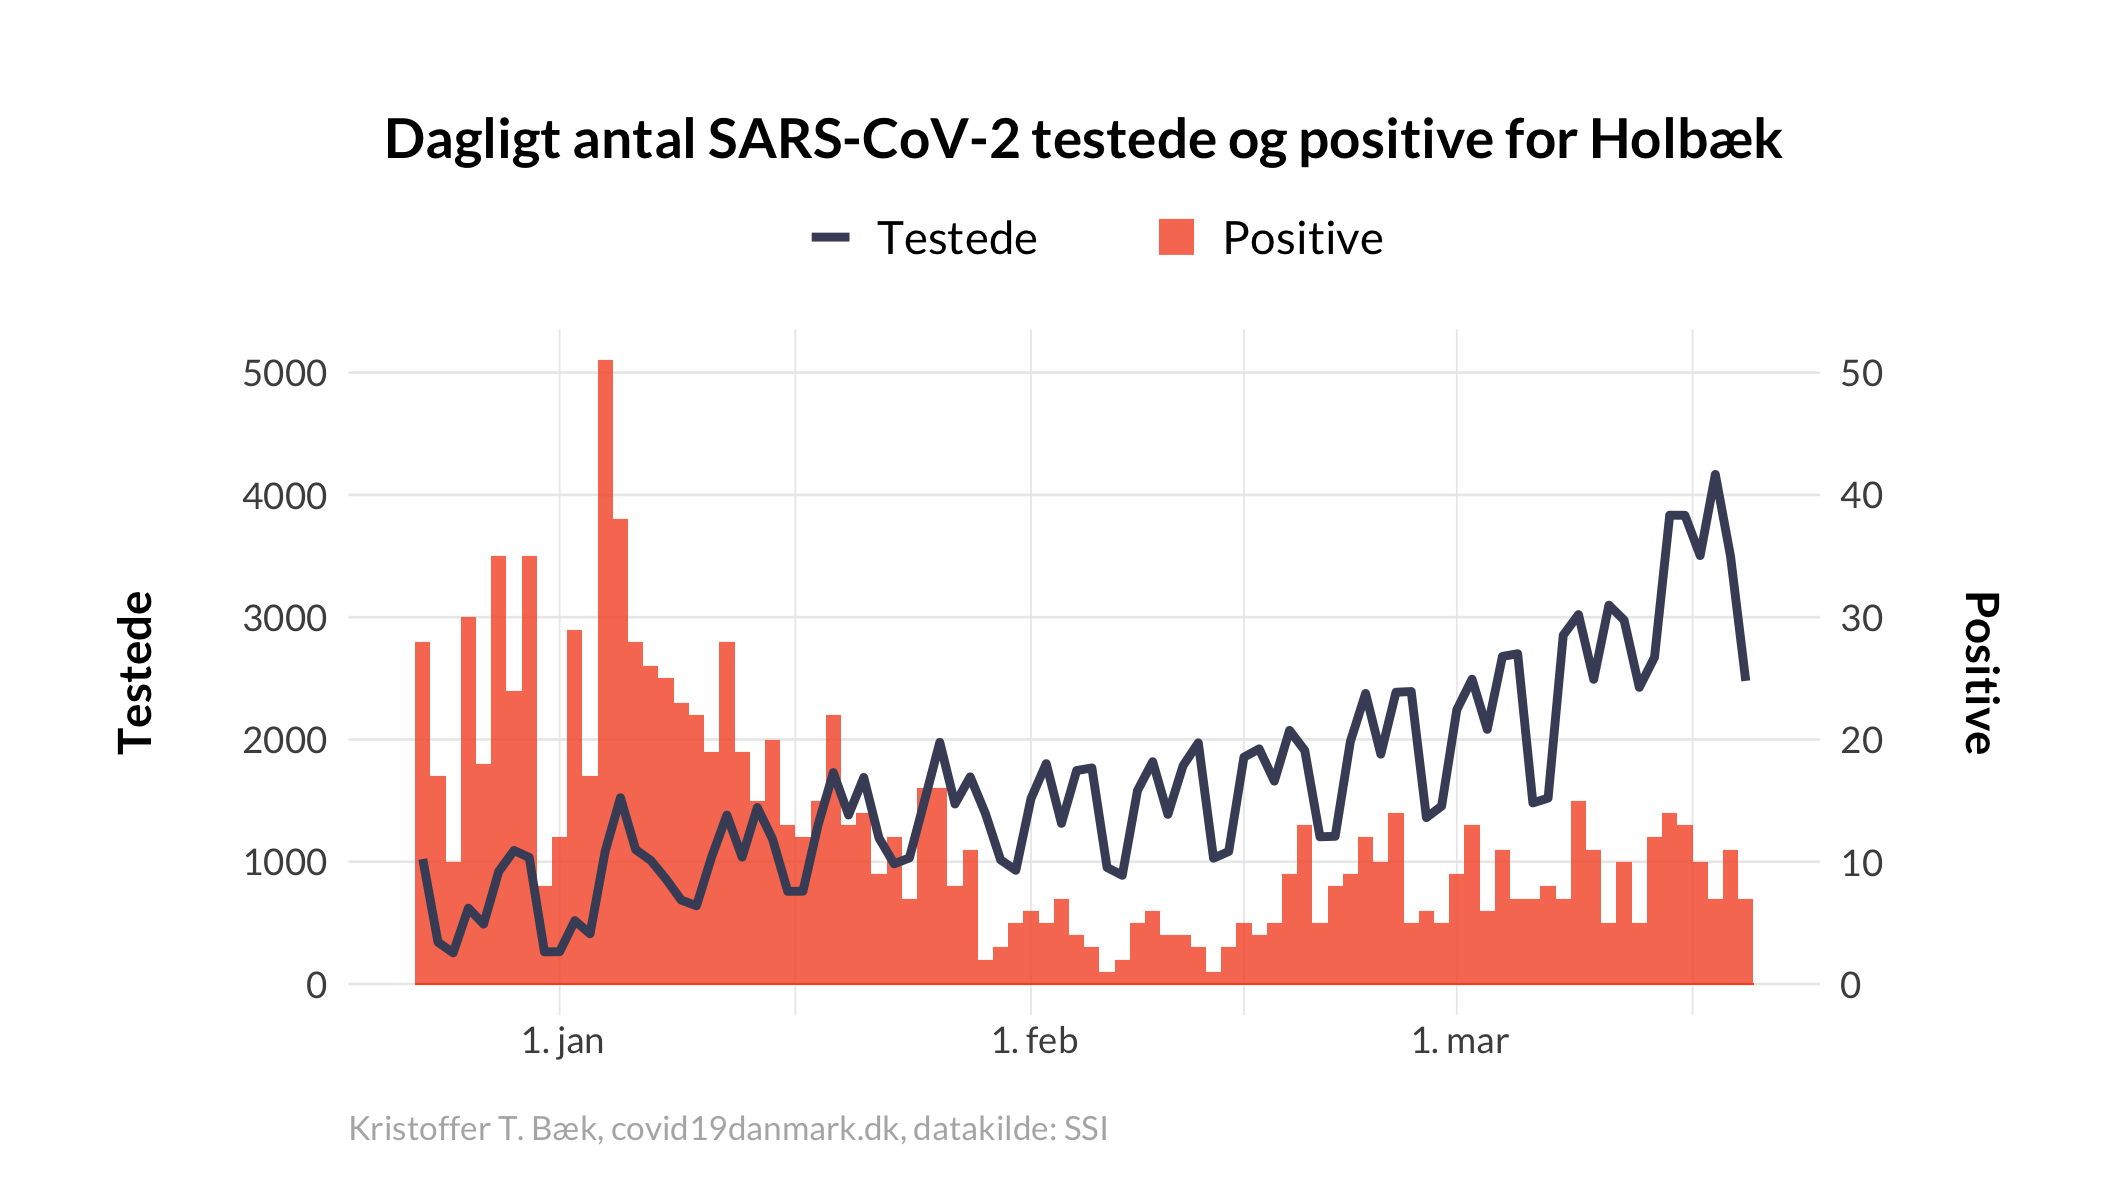 Dagligt antal SARS-CoV-2 testede og positive for Holbæk
Testede
Positive
Testede
5000
4000
3000
2000
1000
0
50
40
30
20
10
0
Positive
1. jan
1. feb
1. mar
Kristoffer T. Bæk, covid19danmark.dk, datakilde: SSI